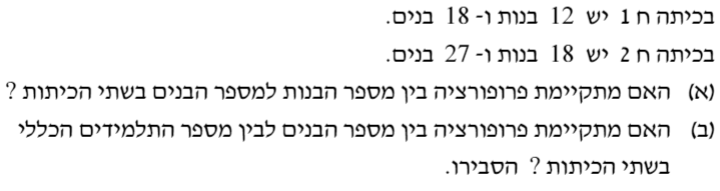 בכיתה ח 1 יש 12 בנות ו- 18 בנים.
בכיתה ח 2 יש 18 בנות ו- 27 בנים.
(א) האם מתקיימת פרופורציה בין מספר הבנות למספר הבנים בשתי הכיתות ?
(ב) האם מתקיימת פרופורציה בין מספר הבנים לבין מספר התלמידים הכללי
בשתי הכיתות ? הסבירו.